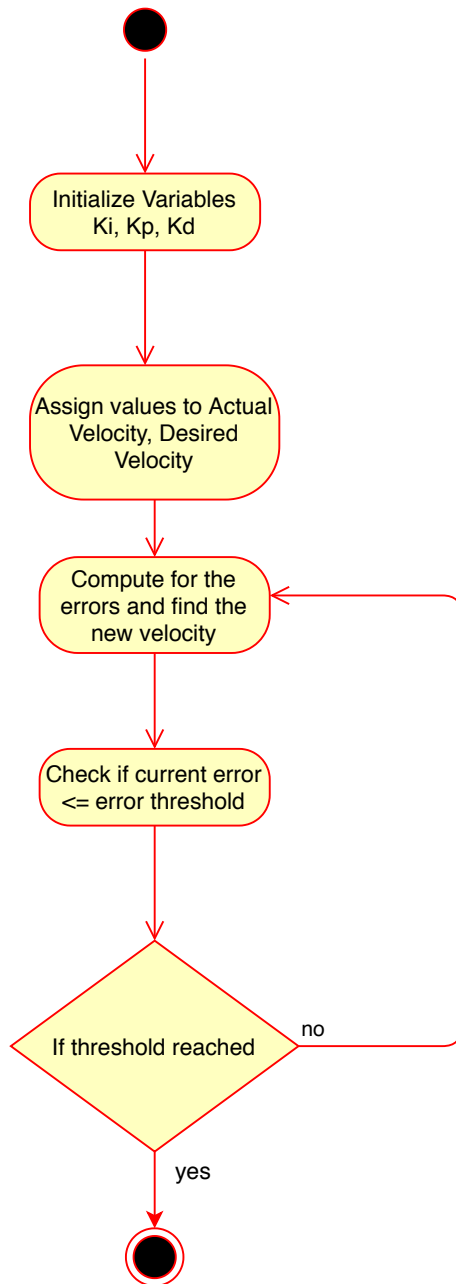 Initialize Variables
Ki, Kp, Kd
Assign values to Actual
Velocity, Desired
Velocity
Compute for the
errors and find the
new velocity
Check if current error
<= error threshold
If threshold reached
no
yes